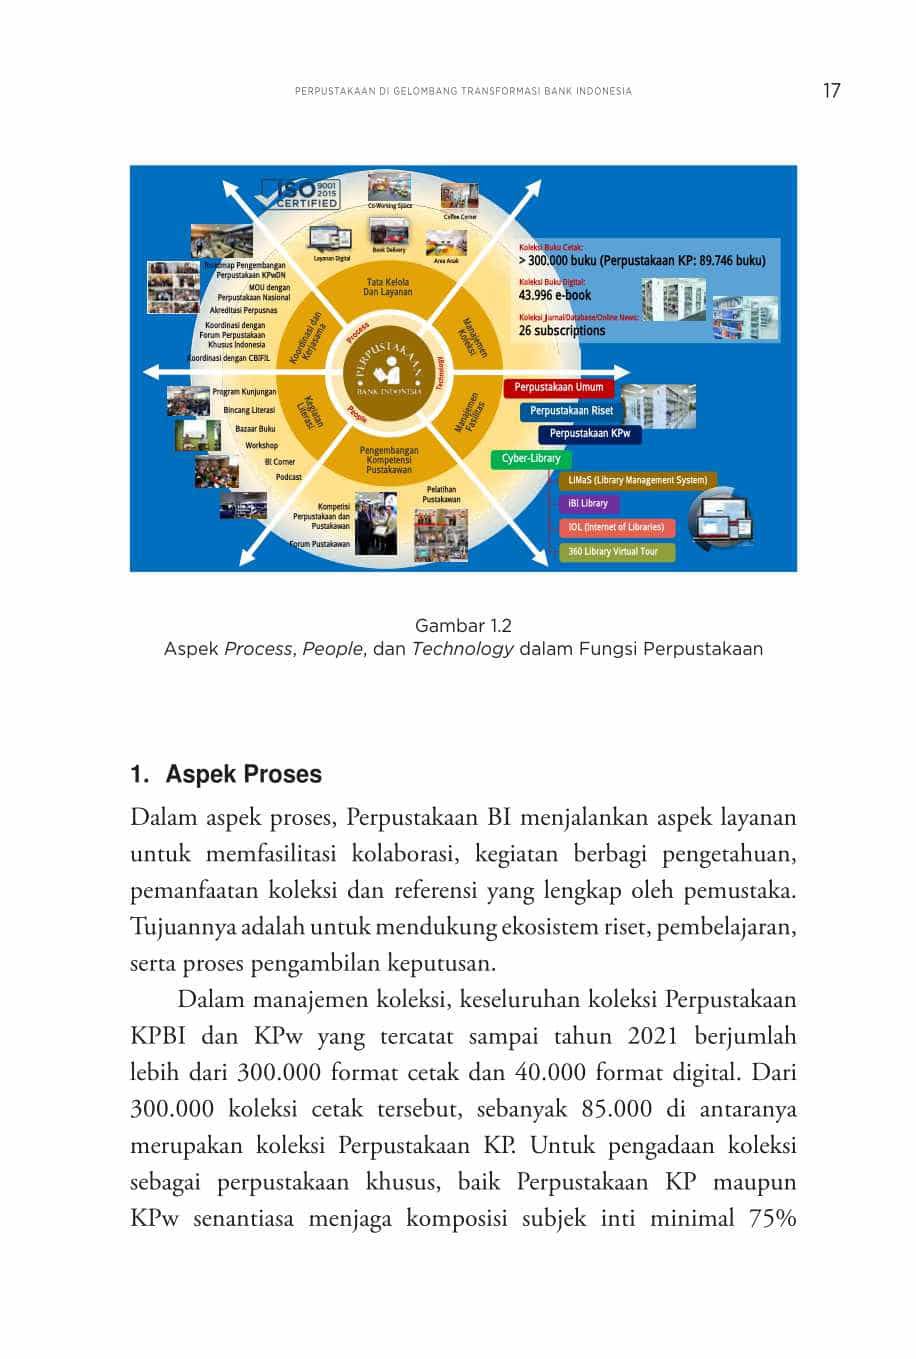 PERPUSTAKAAN DI GELOMBANG TRANSFORMASI BANK INDONESIA
17
ISO 9001 2015
CERTIFIED
Co-Working Space
Coffee Corner
Layanan Digital
Book Delivery
Area Anak
Roadmap Pengembangan
Perpustakaan KPwDN
MOU dengan
Perpustakaan Nasional
Akreditasi Perpusnas
Koordinasi dengan
Forum Perpustakaan
Khusus Indonesia
Koordinasi dengan CBIFIL
Tata Kelola
Dan Layanan
Koordinasi dan
Kerjasama
Manajemen
Koleksi
Process
Technology
People
PERPUSTAKAAN
BANK INDONESIA
Kegiatan
Literasi
Manajemen
Fasilitas
Pengembangan
Kompetensi
Pustakawan
Koleksi Buku Cetak:
> 300.000 buku (Perpustakaan KP: 89.746 buku)
Koleksi Buku Digital:
43.996 e-book
Koleksi Jurnal/Database/Online News:
26 subscriptions
Program Kunjungan
Bincang Literasi
Bazaar Buku
Workshop
BI Corner
Podcast
Kompetisi
Perpustakaan dan
Pustakawan
Forum Pustakawan
Pelatihan
Pustakawan
Perpustakaan Umum
Perpustakaan Riset
Perpustakaan KPw
Cyber-Library
LiMaS (Library Management System)
iBI Library
IOL (Internet of Libraries)
360 Library Virtual Tour
Gambar 1.2
Aspek Process, People, dan Technology dalam Fungsi Perpustakaan
1. Aspek Proses
Dalam aspek proses, Perpustakaan BI menjalankan aspek layanan
untuk memfasilitasi kolaborasi, kegiatan berbagi pengetahuan,
pemanfaatan koleksi dan referensi yang lengkap oleh pemustaka.
Tujuannya adalah untuk mendukung ekosistem riset, pembelajaran,
serta proses pengambilan keputusan.
Dalam manajemen koleksi, keseluruhan koleksi Perpustakaan
KPBI dan KPw yang tercatat sampai tahun 2021 berjumlah
lebih dari 300.000 format cetak dan 40.000 format digital. Dari
300.000 koleksi cetak tersebut, sebanyak 85.000 di antaranya
merupakan koleksi Perpustakaan KP. Untuk pengadaan koleksi
sebagai perpustakaan khusus, baik Perpustakaan KP maupun
KPw senantiasa menjaga komposisi subjek inti minimal 75%